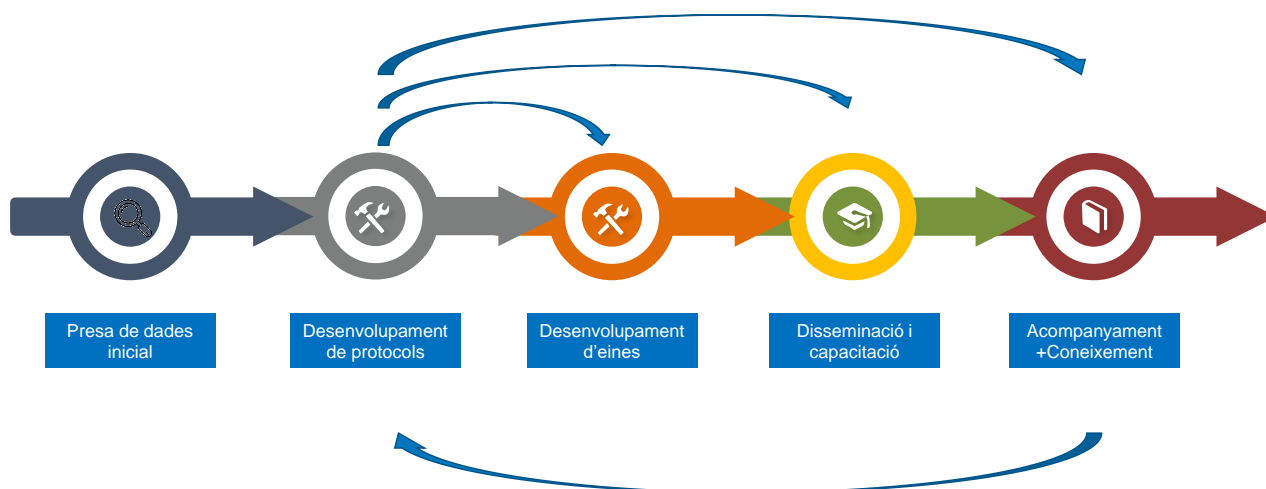 Presa de dades
inicial
Desenvolupament
de protocols
Desenvolupament
d’eines
Disseminació i
capacitació
Acompanyament
+Coneixement